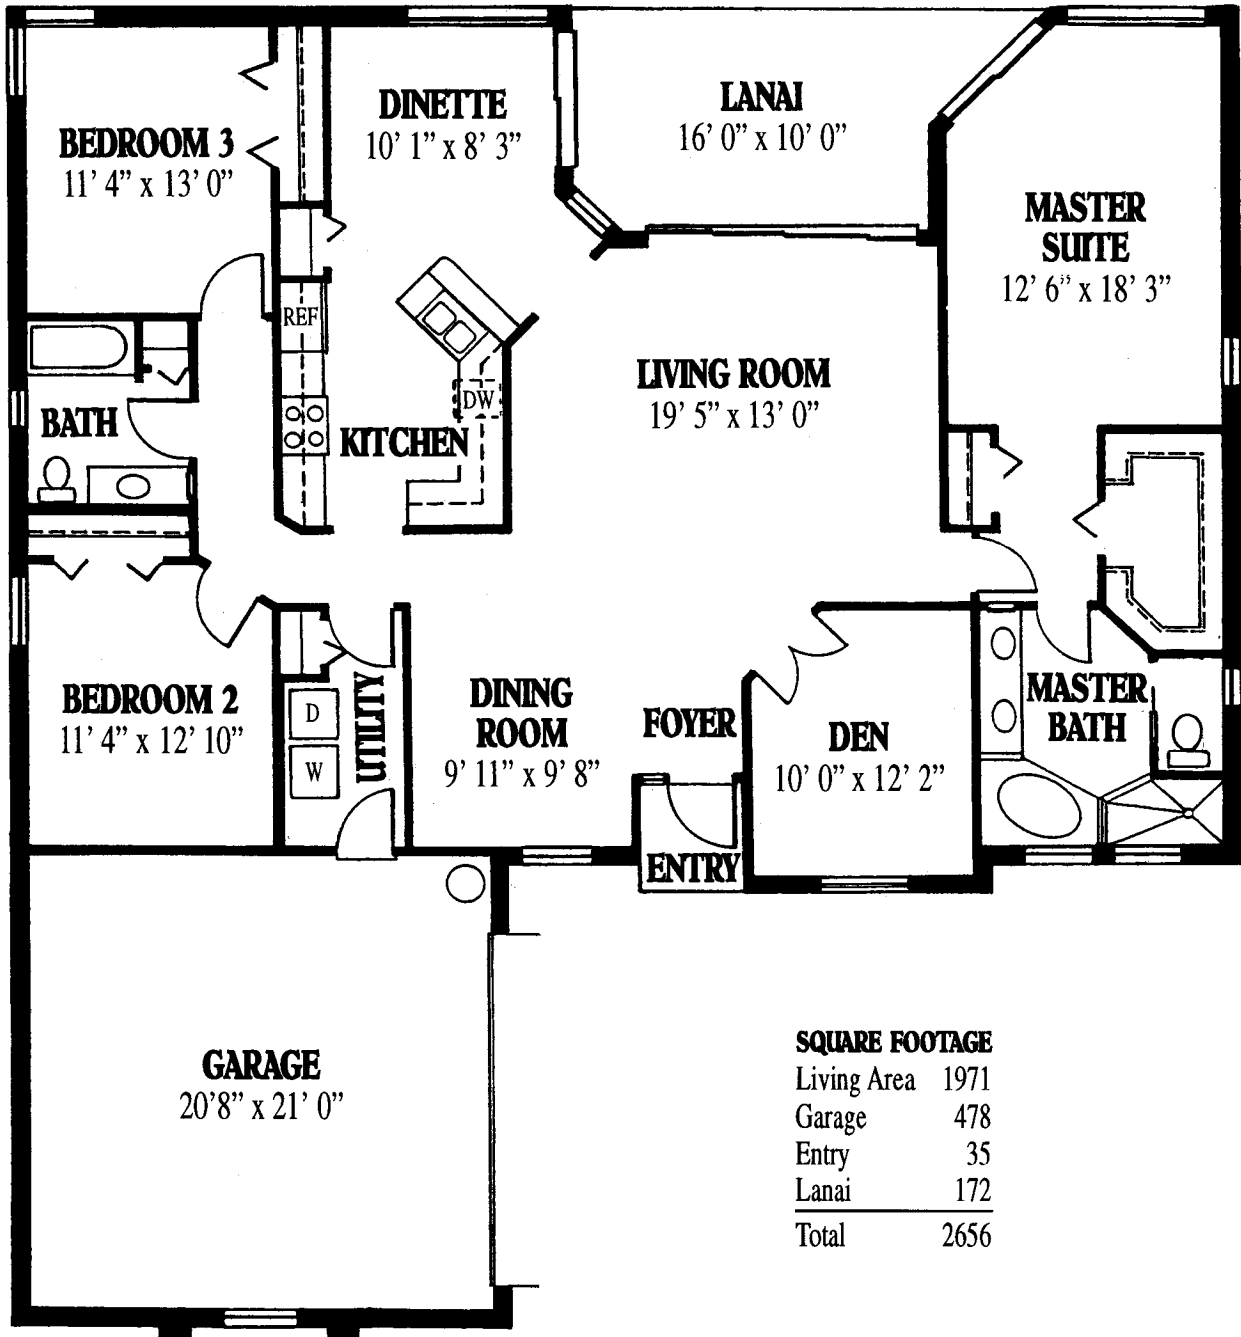 BEDROOM 3
11' 4" x 13' 0"
DINETTE
10' 1" x 8' 3"
LANAI
16' 0" x 10' 0"
MASTER
SUITE
12' 6" x 18' 3"
REF
LIVING ROOM
19' 5" x 13' 0"
DW
BATH
KITCHEN
BEDROOM 2
11' 4" x 12' 10"
D
W
UTILITY
DINING
ROOM
9' 11" x 9' 8"
FOYER
DEN
10' 0" x 12' 2"
MASTER
BATH
ENTRY
GARAGE
20'8" x 21' 0"
SQUARE FOOTAGE
Living Area 1971
Garage 478
Entry 35
Lanai 172
Total 2656